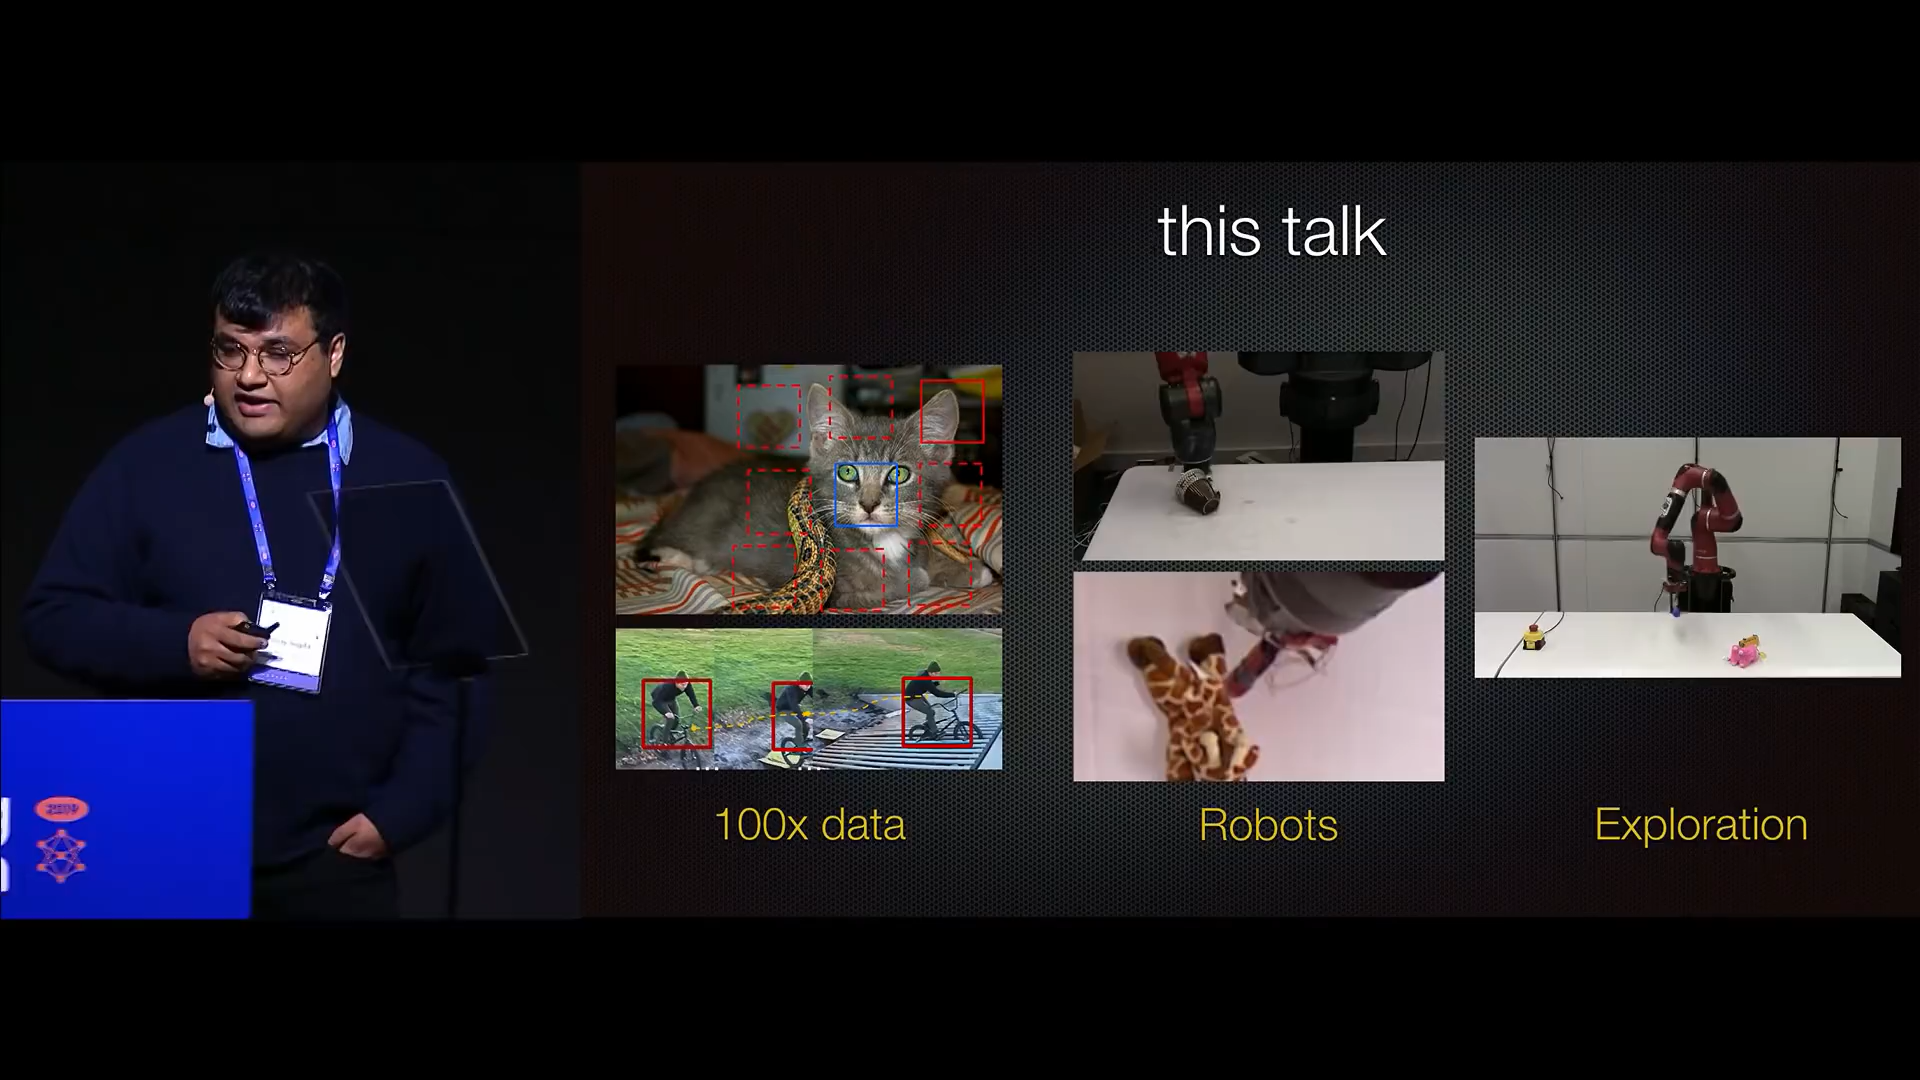 this talk
100x data
Robots
Exploration